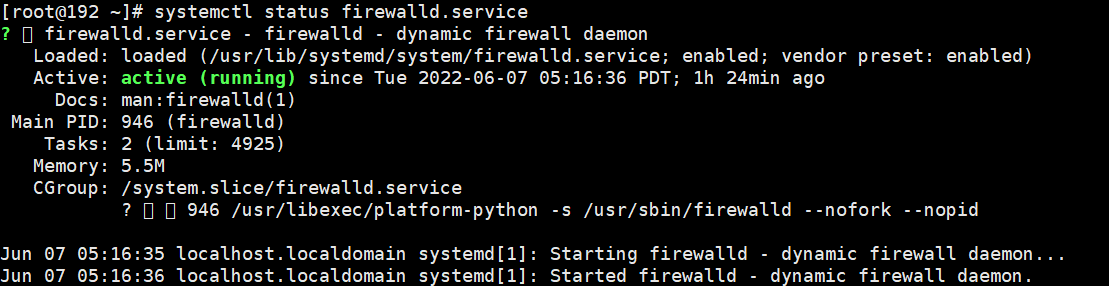 [root@192 ~]# systemctl status firewalld.service
? ▯ firewalld.service - firewalld - dynamic firewall daemon
   Loaded: loaded (/usr/lib/systemd/system/firewalld.service; enabled; vendor preset: enabled)
   Active: active (running) since Tue 2022-06-07 05:16:36 PDT; 1h 24min ago
     Docs: man:firewalld(1)
 Main PID: 946 (firewalld)
    Tasks: 2 (limit: 4925)
   Memory: 5.5M
   CGroup: /system.slice/firewalld.service
           ? ▯ ▯ 946 /usr/libexec/platform-python -s /usr/sbin/firewalld --nofork --nopid
Jun 07 05:16:35 localhost.localdomain systemd[1]: Starting firewalld - dynamic firewall daemon...
Jun 07 05:16:36 localhost.localdomain systemd[1]: Started firewalld - dynamic firewall daemon.